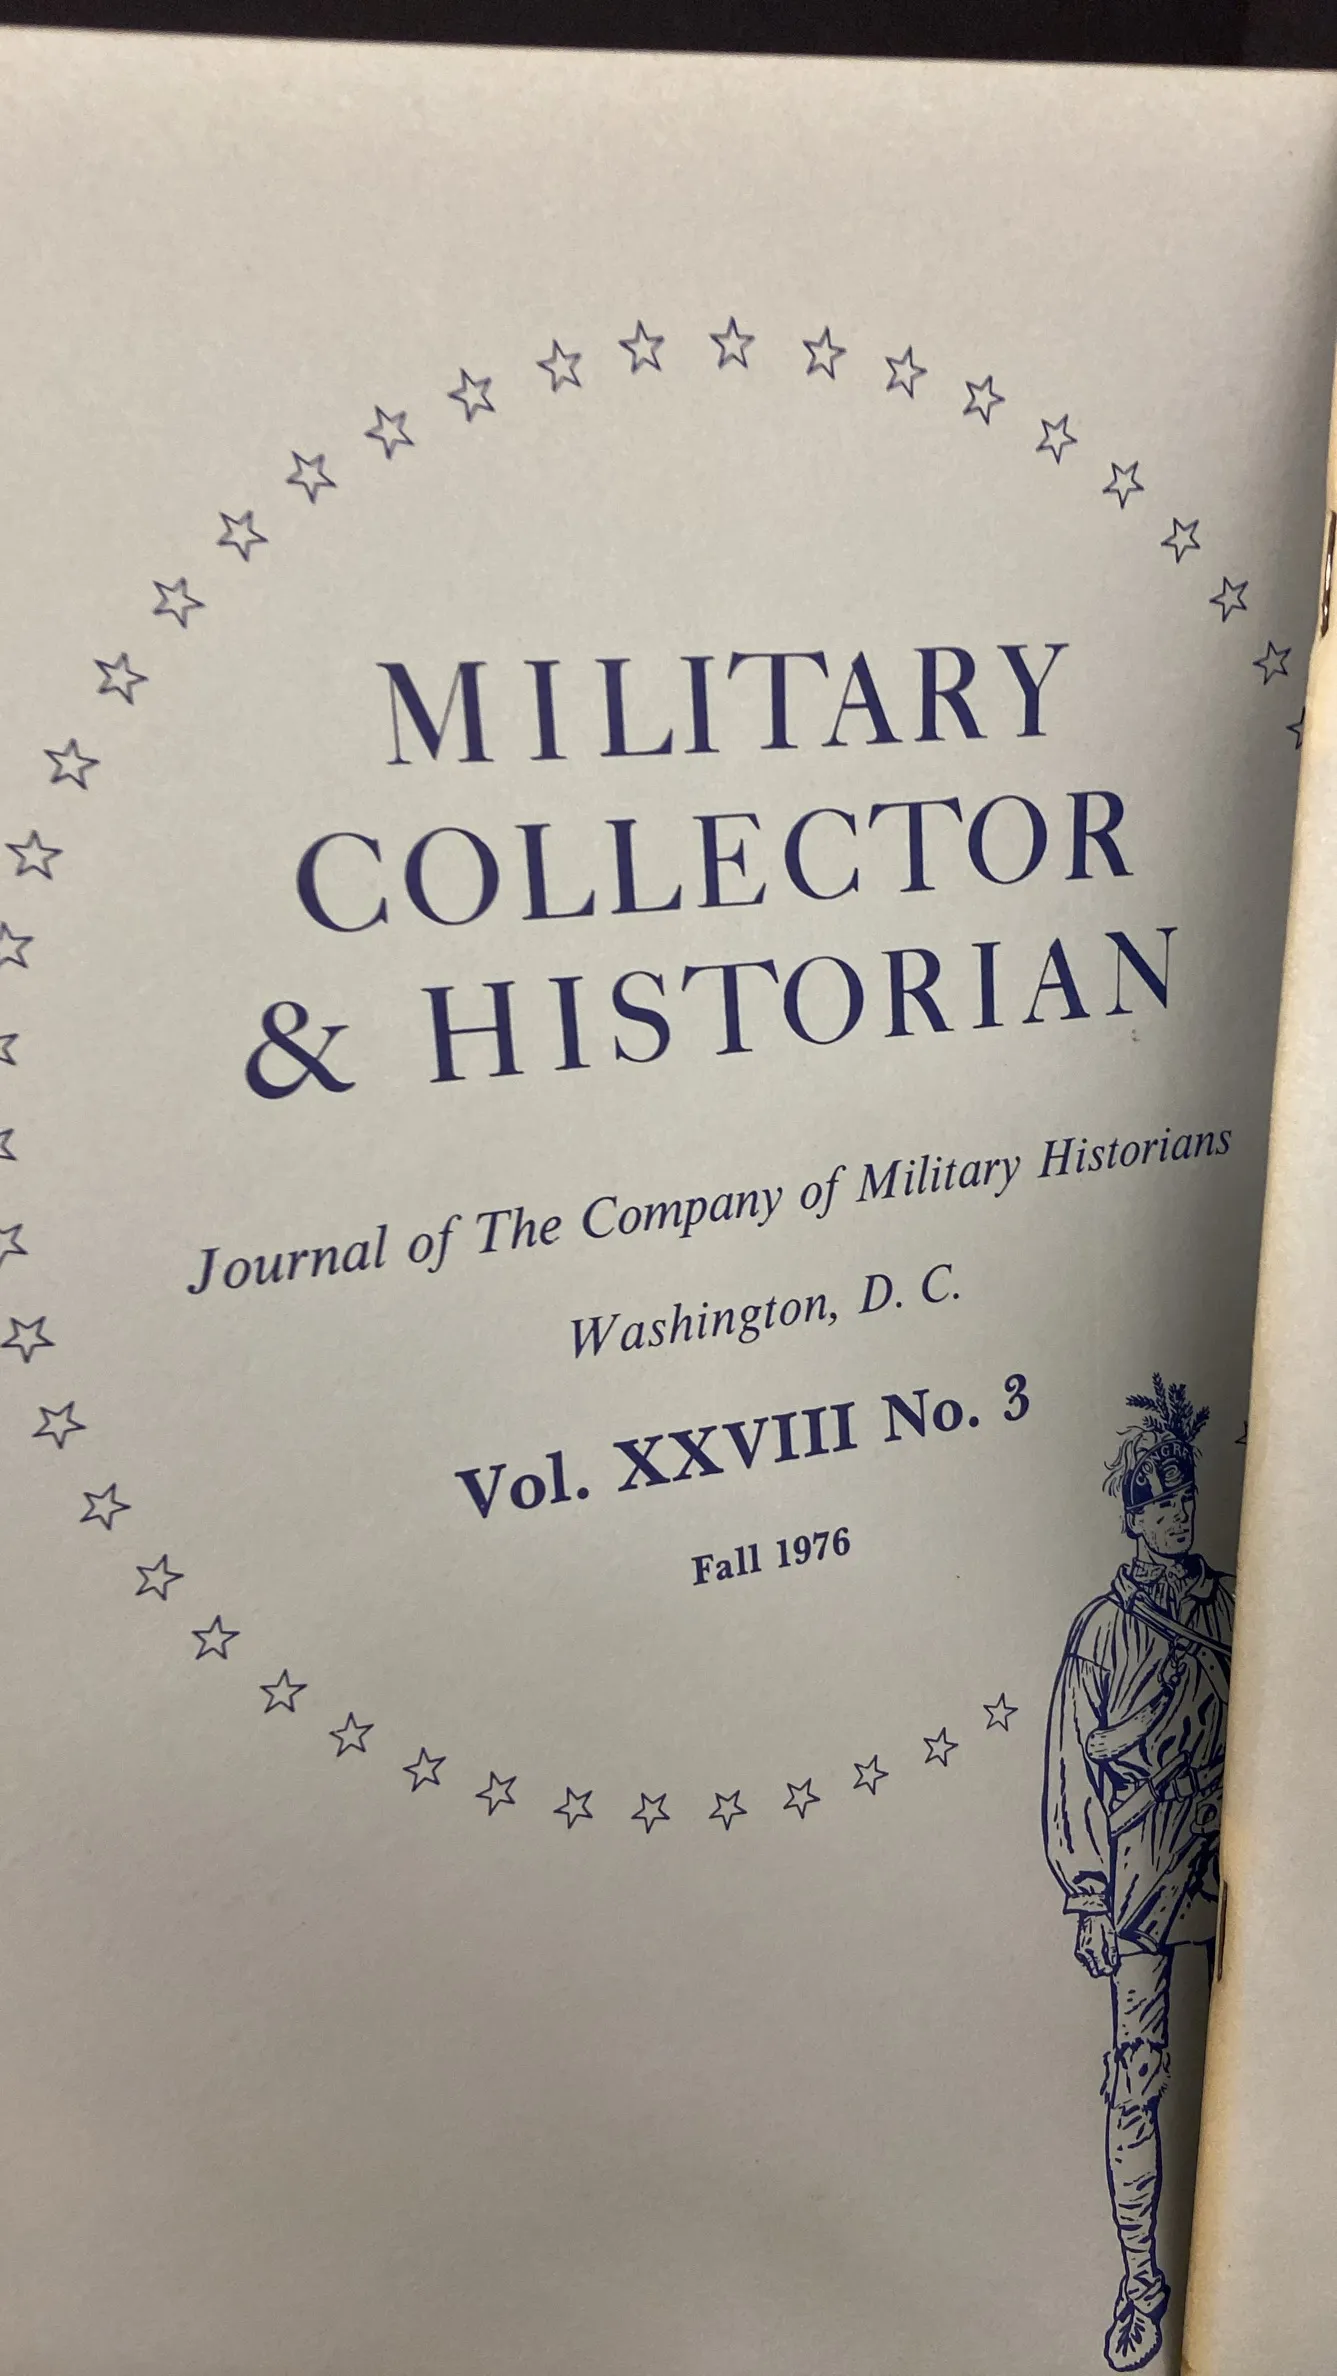 MILITARY
COLLECTOR
& HISTORIAN
Journal of The Company of Military Historians
Washington, D. C.
Vol. XXVIII No. 3
Fall 1976